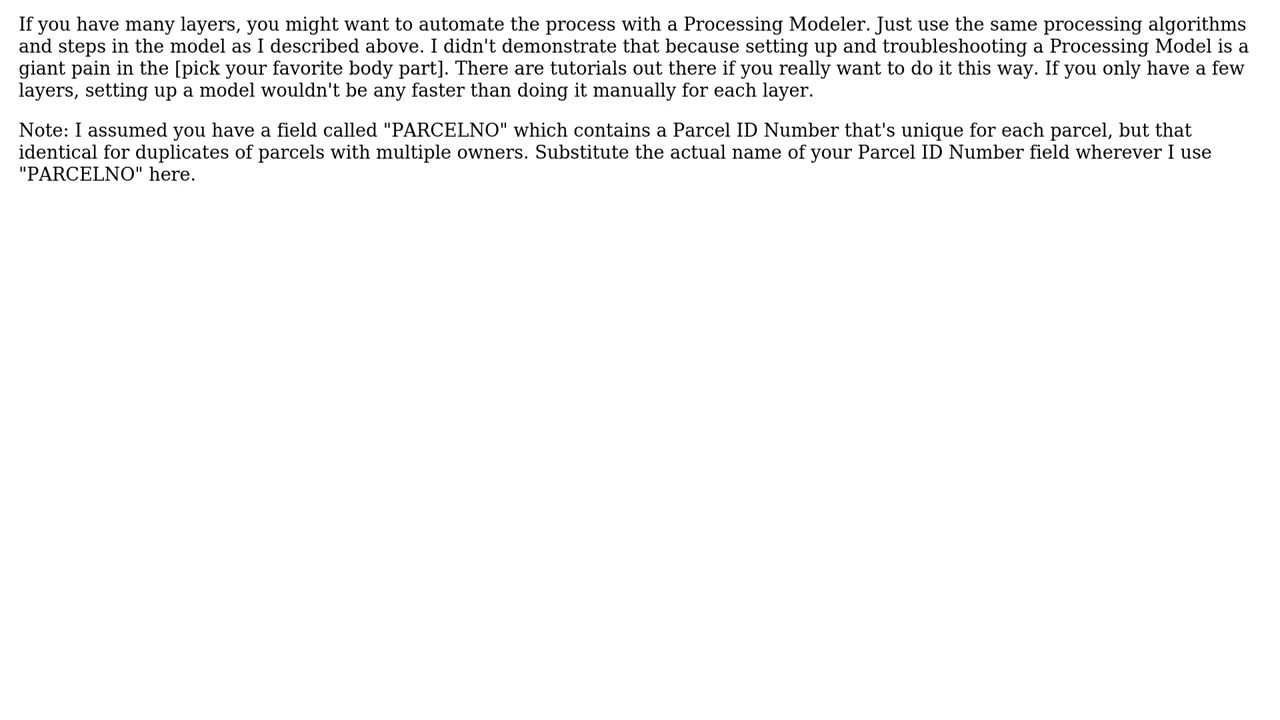 If you have many layers, you might want to automate the process with a Processing Modeler. Just use the same processing algorithms
and steps in the model as I described above. I didn't demonstrate that because setting up and troubleshooting a Processing Model is a
giant pain in the [pick your favorite body part]. There are tutorials out there if you really want to do it this way. If you only have a few
layers, setting up a model wouldn't be any faster than doing it manually for each layer.
Note: I assumed you have a field called "PARCELNO" which contains a Parcel ID Number that's unique for each parcel, but that
identical for duplicates of parcels with multiple owners. Substitute the actual name of your Parcel ID Number field wherever I use
"PARCELNO" here.